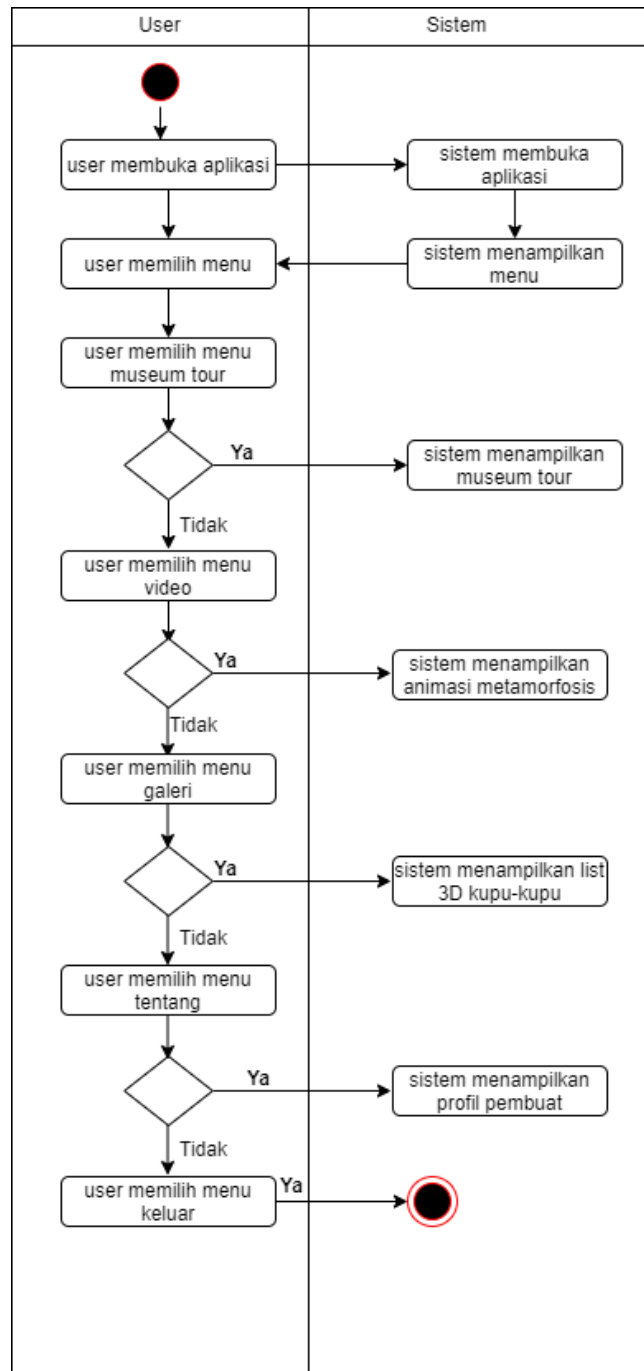 User
Sistem
user membuka aplikasi
sistem membuka
aplikasi
user memilih menu
sistem menampilkan
menu
user memilih menu
museum tour
Ya
sistem menampilkan
museum tour
Tidak
user memilih menu
video
Ya
sistem menampilkan
animasi metamorfosis
Tidak
user memilih menu
galeri
Ya
sistem menampilkan list
3D kupu-kupu
Tidak
user memilih menu
tentang
Ya
sistem menampilkan
profil pembuat
Tidak
user memilih menu
keluar
Ya